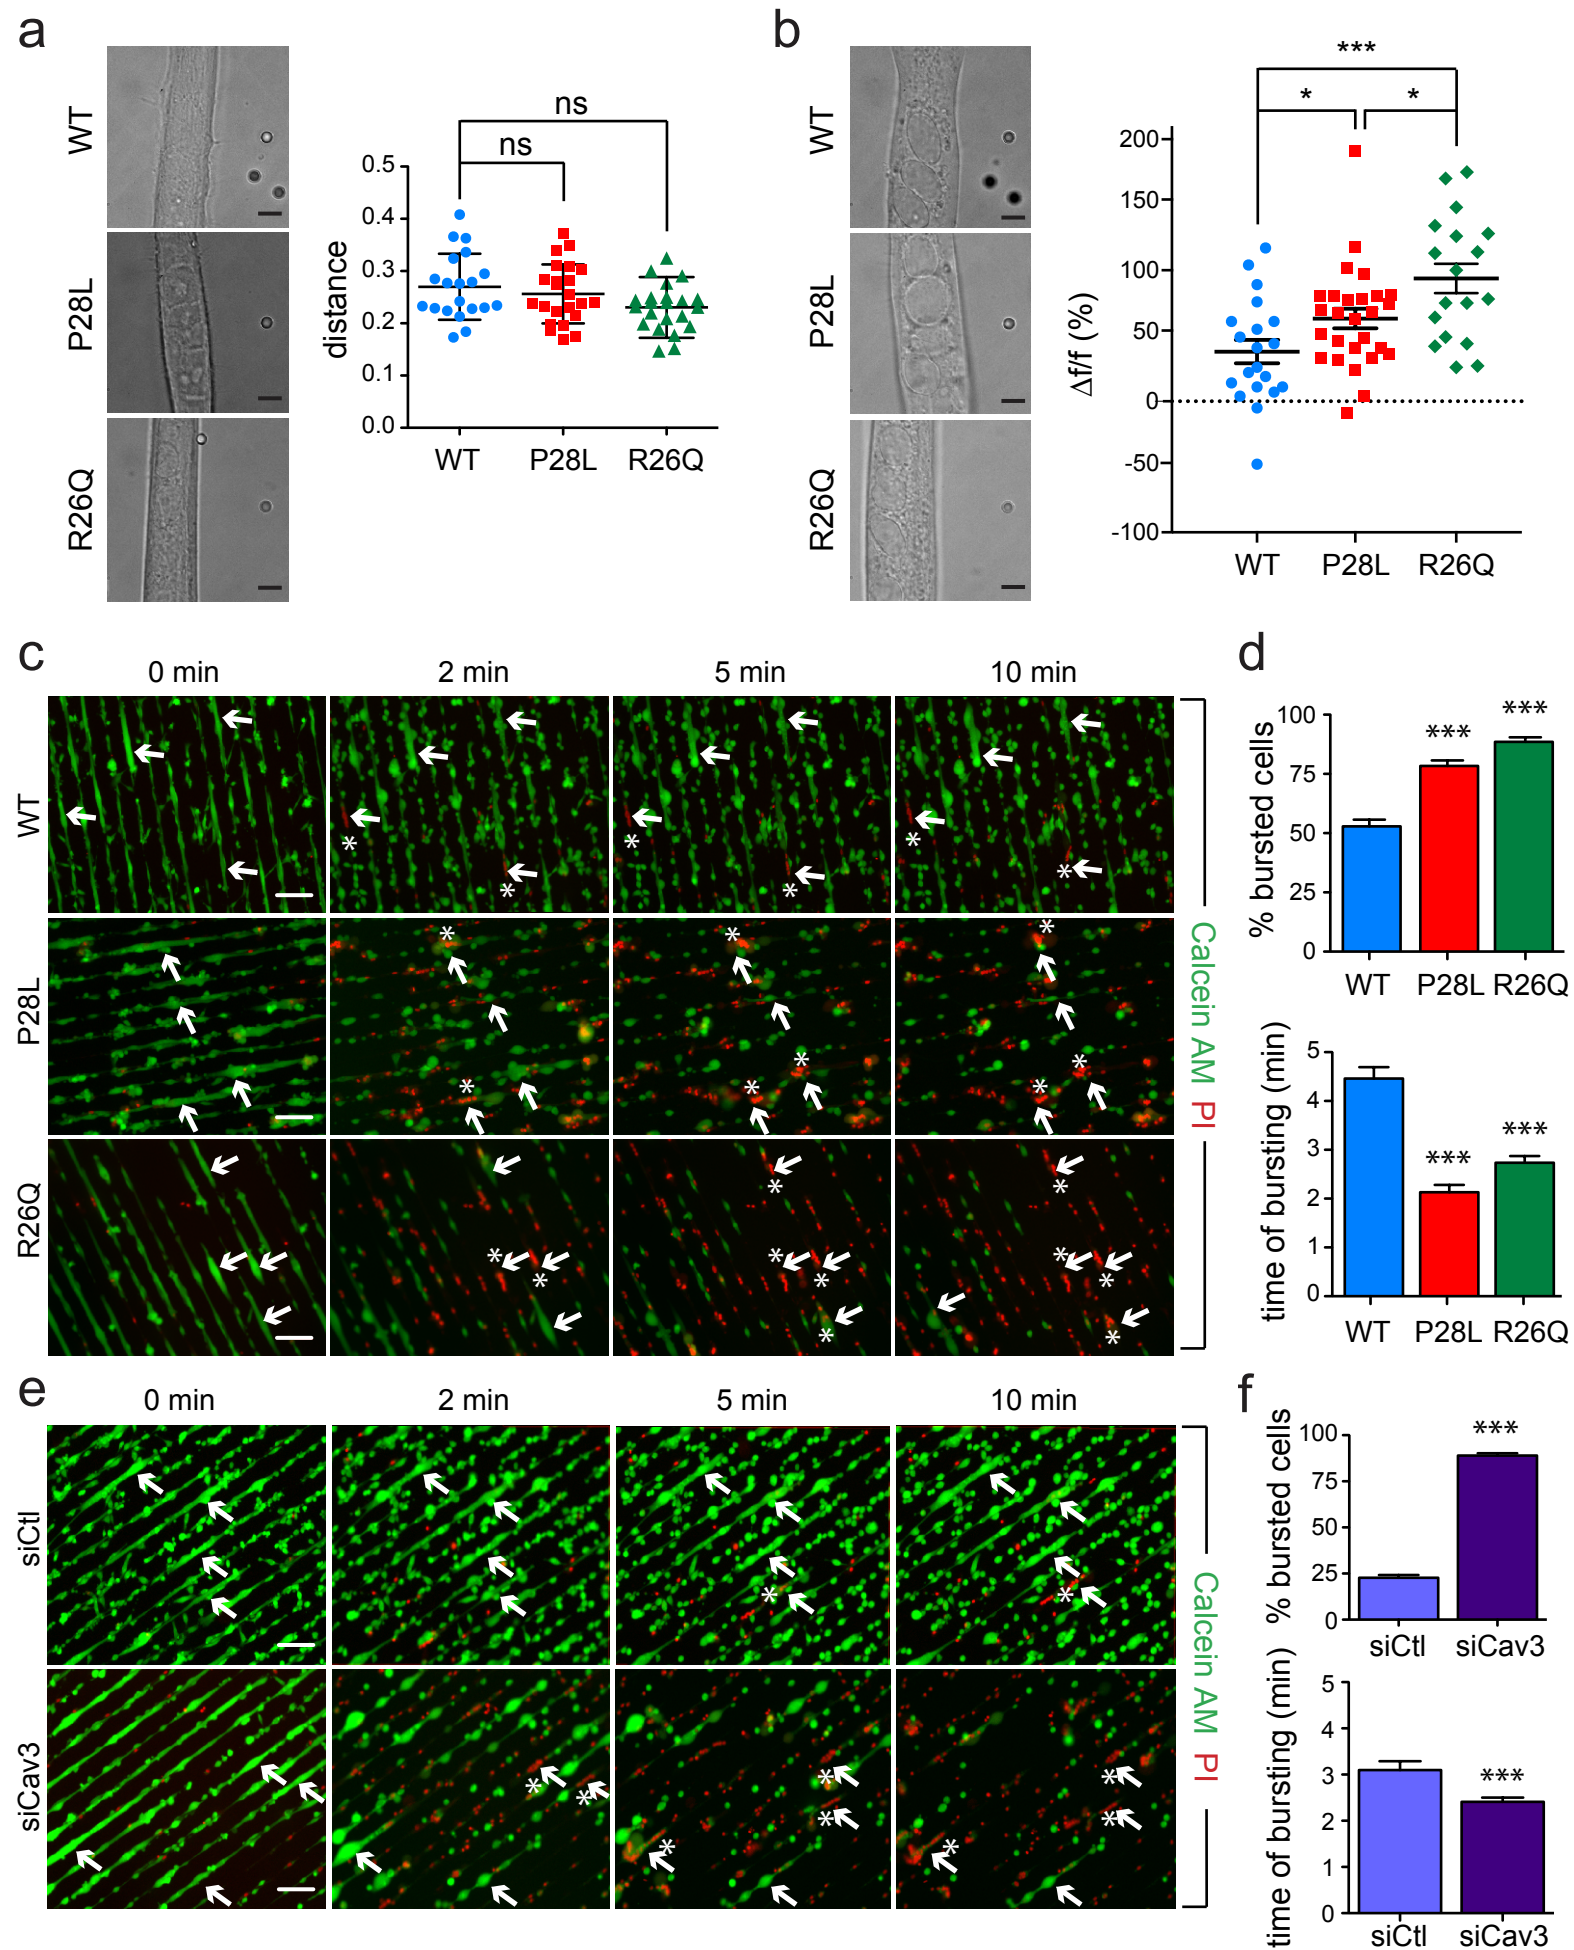 a
WT
P28L
R26Q
distance
0.5
0.4
0.3
0.2
0.1
0.0
ns
ns
WT P28L R26Q
b
WT
P28L
R26Q
Δf/f (%)
200
150
100
50
0
-50
-100
***
* *
WT P28L R26Q
c
0 min 2 min 5 min 10 min
WT
* * * * * *
P28L
* * * * * * * *
R26Q
* * * * * * * * * *
Calcein AM PI
d
% bursted cells
100
75
50
25
0
*** ***
WT P28L R26Q
time of bursting (min)
5
4
3
2
1
0
*** ***
WT P28L R26Q
e
0 min 2 min 5 min 10 min
siCtl
* *
siCav3
* * * * * * * *
Calcein AM PI
f
% bursted cells
100
75
50
25
0
***
siCtl siCav3
time of bursting (min)
5
4
3
2
1
0
***
siCtl siCav3